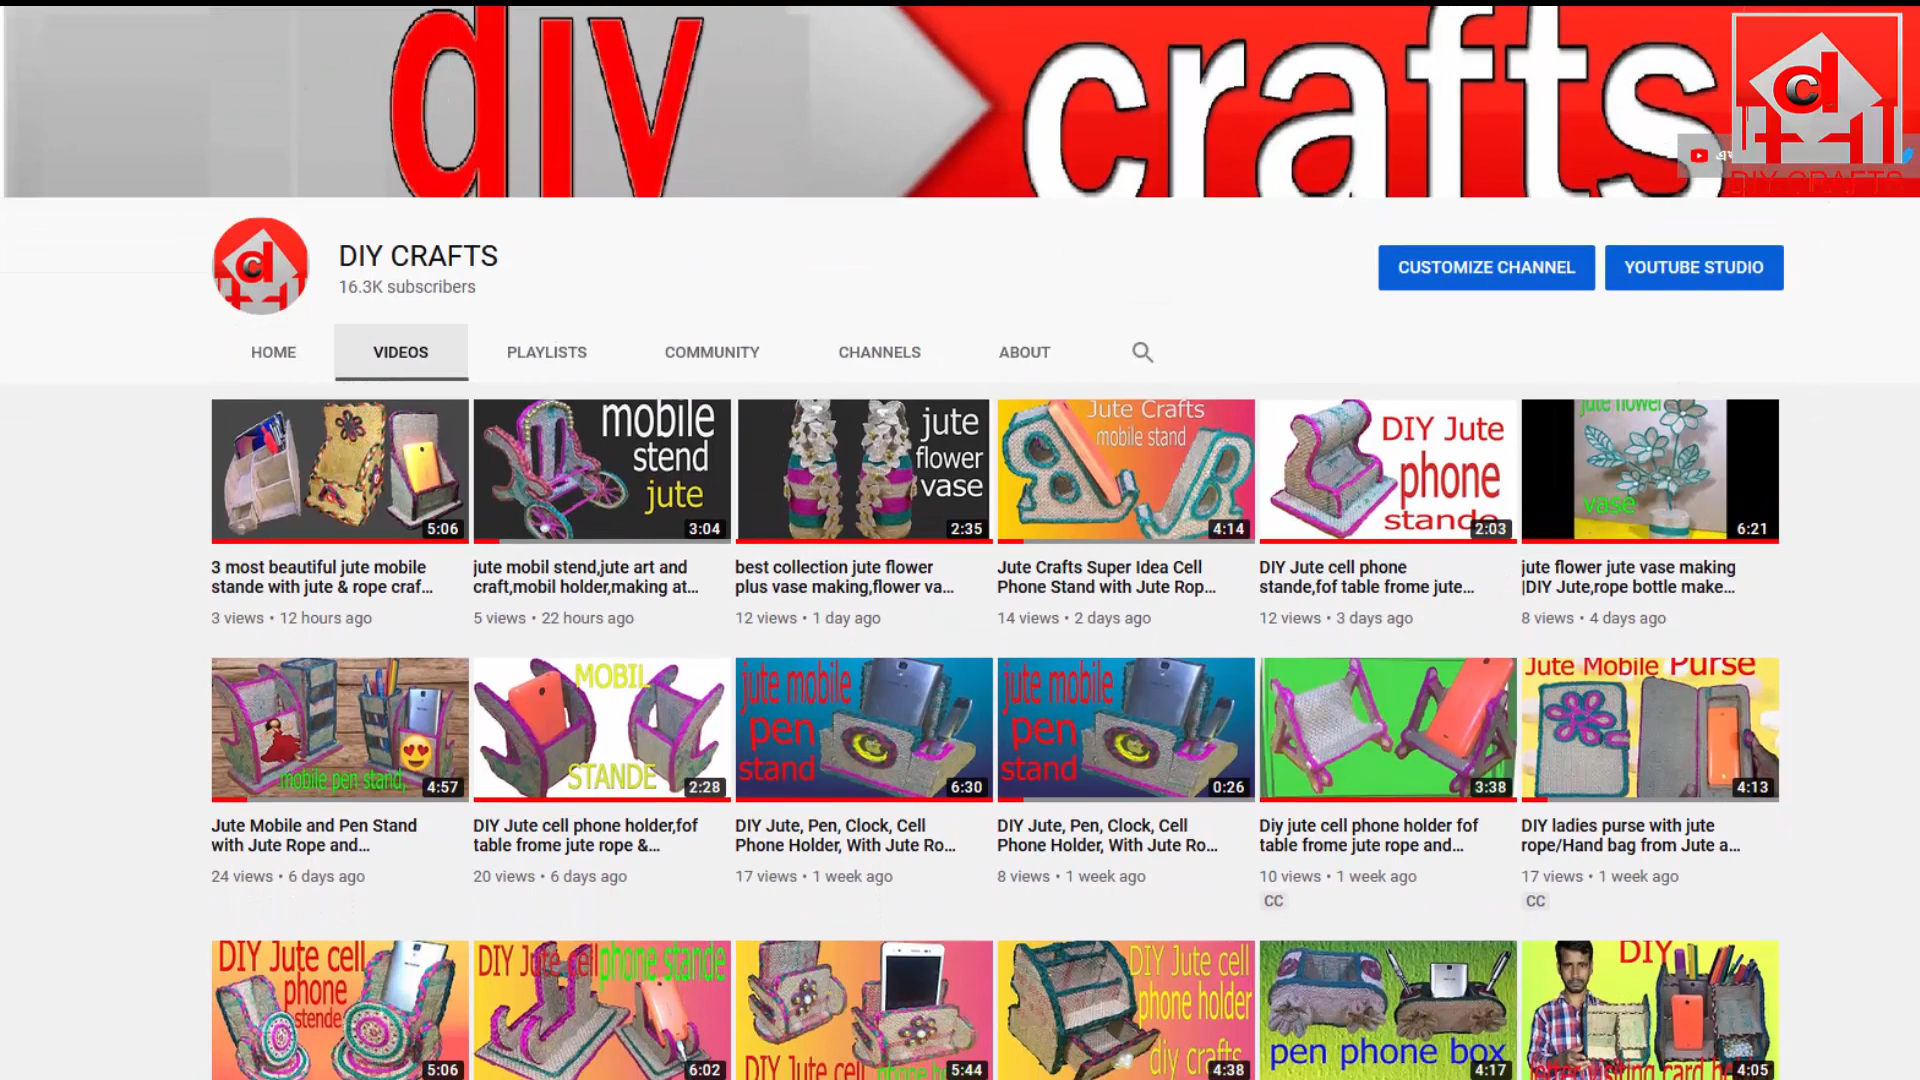 diy crafts
DIY CRAFTS
DIY CRAFTS
16.3K subscribers
CUSTOMIZE CHANNEL
YOUTUBE STUDIO
HOME
VIDEOS
PLAYLISTS
COMMUNITY
CHANNELS
ABOUT
5:06
mobile
stend
jute
3:04
jute
flower
vase
2:35
Jute Crafts
mobile stand
4:14
DIY Jute
phone
stande
2:03
jute flower
vase
6:21
3 most beautiful jute mobile
stande with jute & rope craf...
3 views • 12 hours ago
jute mobil stend,jute art and
craft,mobil holder,making at...
5 views • 22 hours ago
best collection jute flower
plus vase making,flower va...
12 views • 1 day ago
Jute Crafts Super Idea Cell
Phone Stand with Jute Rop...
14 views • 2 days ago
DIY Jute cell phone
stande,fof table frome jute...
12 views • 3 days ago
jute flower jute vase making
|DIY Jute,rope bottle make...
8 views • 4 days ago
mobile pen stand,
4:57
MOBIL
STANDE
2:28
jute mobile
pen
stand
6:30
jute mobile
pen
stand
0:26
3:38
Jute Mobile Purse
4:13
Jute Mobile and Pen Stand
with Jute Rope and...
24 views • 6 days ago
DIY Jute cell phone holder,fof
table frome jute rope &...
20 views • 6 days ago
DIY Jute, Pen, Clock, Cell
Phone Holder, With Jute Ro...
17 views • 1 week ago
DIY Jute, Pen, Clock, Cell
Phone Holder, With Jute Ro...
8 views • 1 week ago
Diy jute cell phone holder fof
table frome jute rope and...
10 views • 1 week ago
CC
DIY ladies purse with jute
rope/Hand bag from Jute a...
17 views • 1 week ago
CC
DIY Jute cell
phone
stende
5:06
DIY Jute cell phone stande
6:02
DIY Jute cell
phone
5:44
DIY Jute cell
phone holder
diy crafts
4:38
pen phone box
4:17
DIY
visiting card
4:05